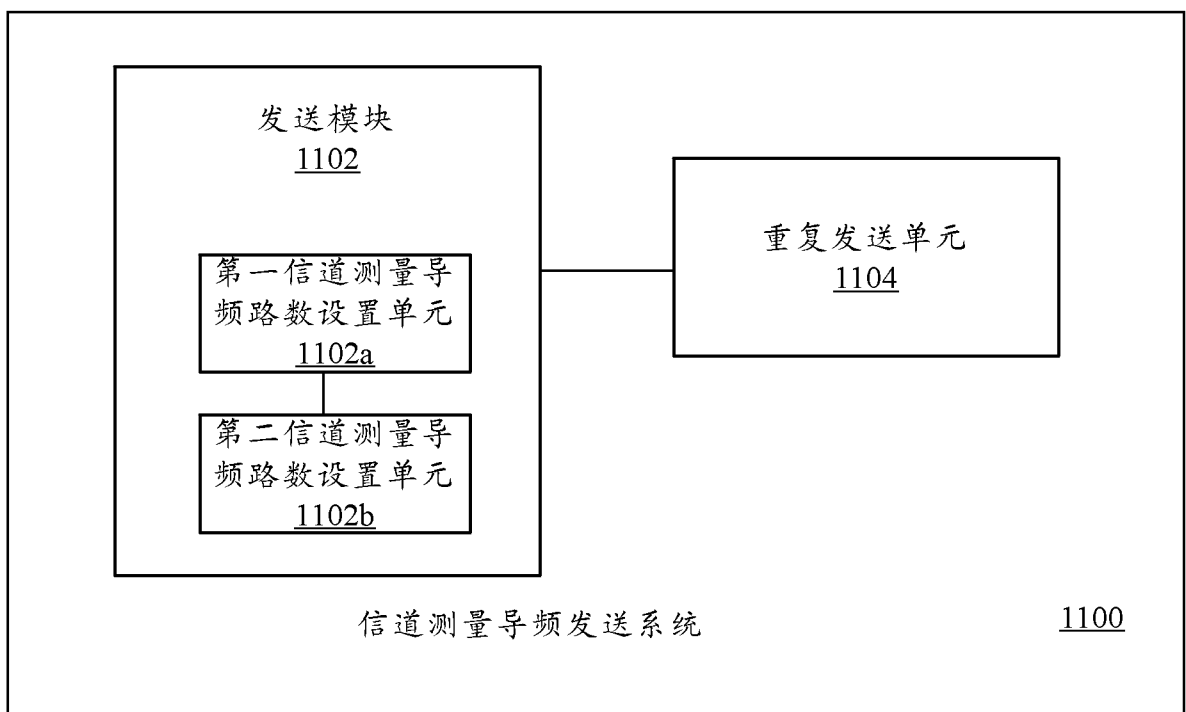 发送模块
1102
第一信道测量导
频路数设置单元
1102a
第二信道测量导
频路数设置单元
1102b
重复发送单元
1104
信道测量导频发送系统
1100